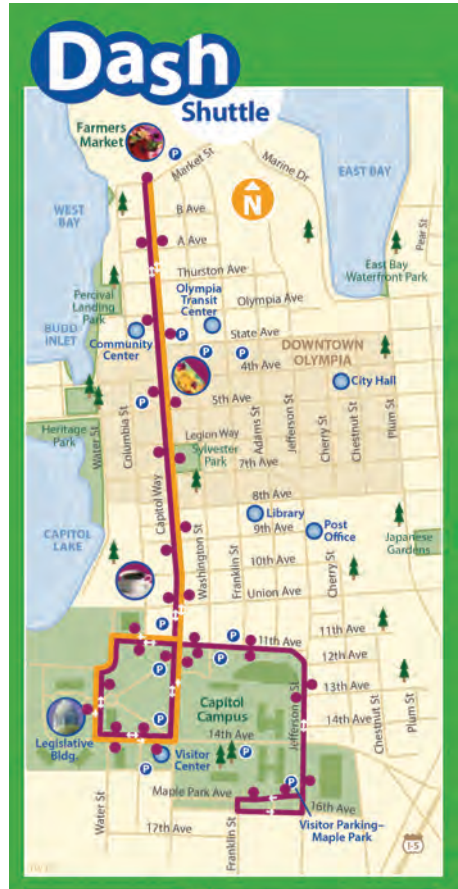 Dash
Shuttle
Farmers
Market
P
Market St
Marine Dr
EAST BAY
WEST
BAY
B Ave
N
A Ave
Pear St
Thurston Ave
East Bay
Waterfront Park
Percival
Landing
Park
Olympia
Transit
Center
Olympia Ave
BUDD
INLET
Community
Center
P
State Ave
P
P
DOWNTOWN
OLYMPIA
4th Ave
City Hall
P
5th Ave
Heritage
Park
Water St
Columbia St
Legion Way
Sylvester
Park
Adams St
Jefferson St
Cherry St
Chestnut St
Plum St
7th Ave
Capitol Way
8th Ave
Library
9th Ave
Post
Office
CAPITOL
LAKE
Washington St
Franklin St
10th Ave
Cherry St
Japanese
Gardens
Union Ave
P
P
11th Ave
11th Ave
P
P
12th Ave
13th Ave
Capitol
Campus
P
14th Ave
14th Ave
Jefferson St
Chestnut St
Plum St
Legislative
Bldg.
Visitor
Center
P
P
P
Maple Park Ave
16th Ave
Water St
17th Ave
Franklin St
Visitor Parking–
Maple Park
I-5